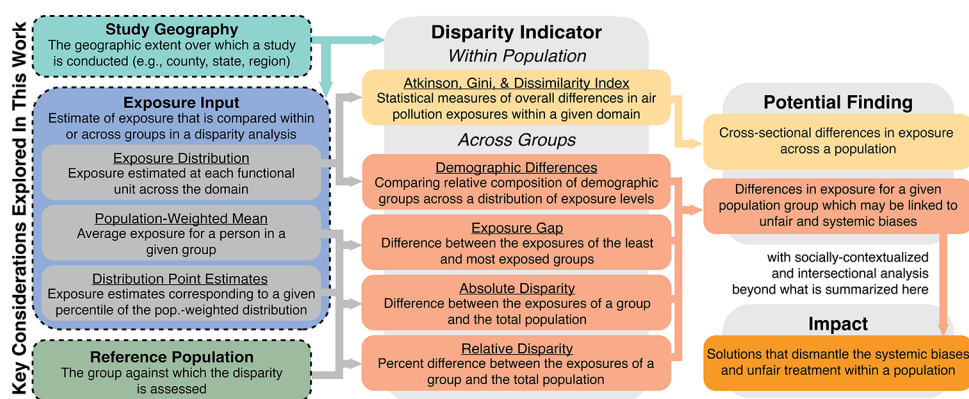 Key Considerations Explored In This Work
Study Geography
The geographic extent over which a study
is conducted (e.g., county, state, region)
Exposure Input
Estimate of exposure that is compared within
or across groups in a disparity analysis
Exposure Distribution
Exposure estimated at each functional
unit across the domain
Population-Weighted Mean
Average exposure for a person in a
given group
Distribution Point Estimates
Exposure estimates corresponding to a given
percentile of the pop.-weighted distribution
Reference Population
The group against which the disparity
is assessed
Disparity Indicator
Within Population
Atkinson, Gini, & Dissimilarity Index
Statistical measures of overall differences in air
pollution exposures within a given domain
Across Groups
Demographic Differences
Comparing relative composition of demographic
groups across a distribution of exposure levels
Exposure Gap
Difference between the exposures of the least
and most exposed groups
Absolute Disparity
Difference between the exposures of a group
and the total population
Relative Disparity
Percent difference between the exposures of a
group and the total population
Potential Finding
Cross-sectional differences in exposure
across a population
Differences in exposure for a given
population group which may be linked to
unfair and systemic biases
with socially-contextualized
and intersectional analysis
beyond what is summarized here
Impact
Solutions that dismantle the systemic biases
and unfair treatment within a population